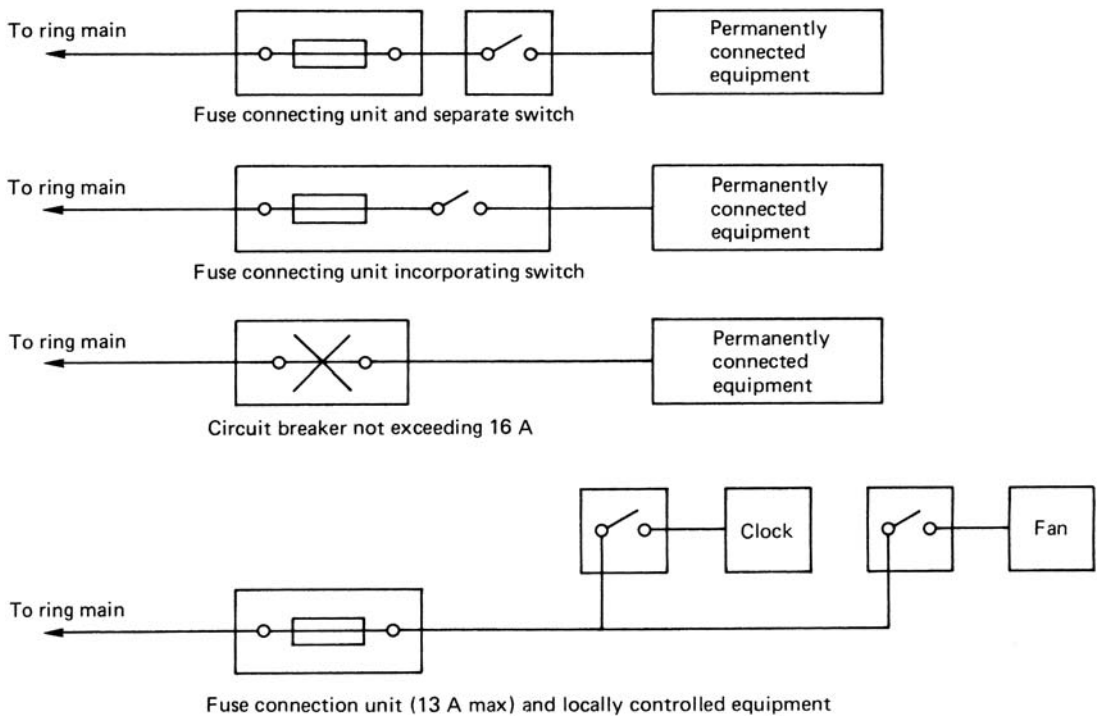 To ring main
Permanently
connected
equipment
Fuse connecting unit and separate switch
To ring main
Permanently
connected
equipment
Fuse connecting unit incorporating switch
To ring main
Permanently
connected
equipment
Circuit breaker not exceeding 16 A
Clock
Fan
To ring main
Fuse connection unit (13 A max) and locally controlled equipment